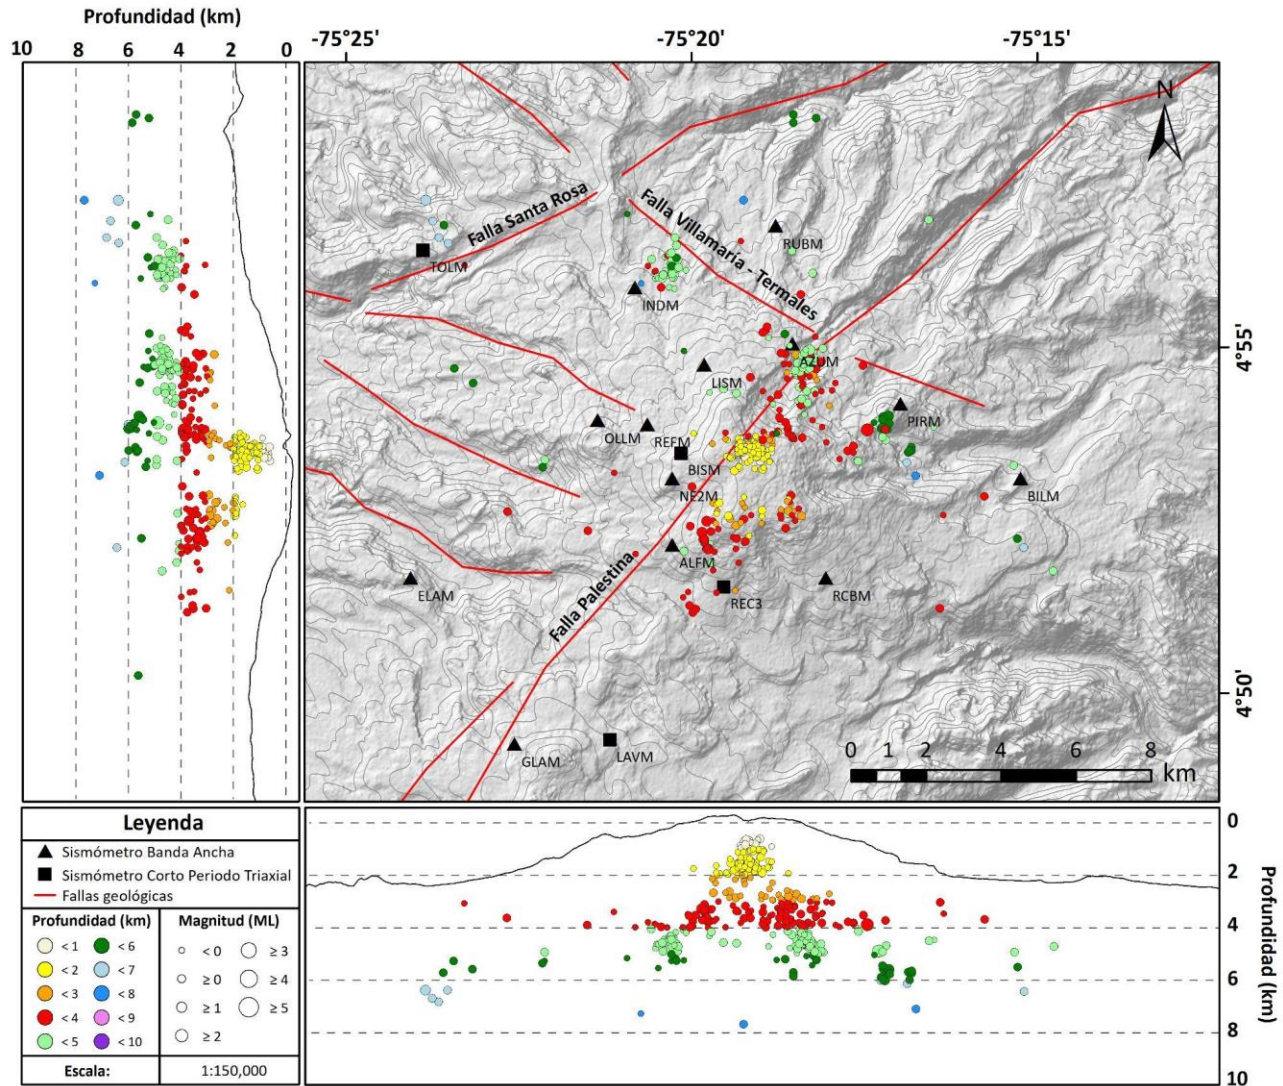 Profundidad (km)
10 8 6 4 2 0
-75°25' -75°20' -75°15'
N
Falla Santa Rosa
Falla Villamaría - Termales
RUBM
TOLM
INDM
AZUM
4°55'
LISM
PIRM
OLLM
REFM
BISM
NE2M
BILM
ALFM
ELAM
REC3
RCBM
Falla Palestina
4°50'
GLAM
LAVM
0 1 2 4 6 8
km
Leyenda
Sismómetro Banda Ancha
Sismómetro Corto Periodo Triaxial
Fallas geológicas
Profundidad (km) Magnitud (ML)
< 1 < 6 < 0 ≥ 3
< 2 < 7 ≥ 0 ≥ 4
< 3 < 8 ≥ 1 ≥ 5
< 4 < 9 ≥ 2
< 5 < 10
Escala: 1:150,000
0
2
4
6
8
10
Profundidad (km)